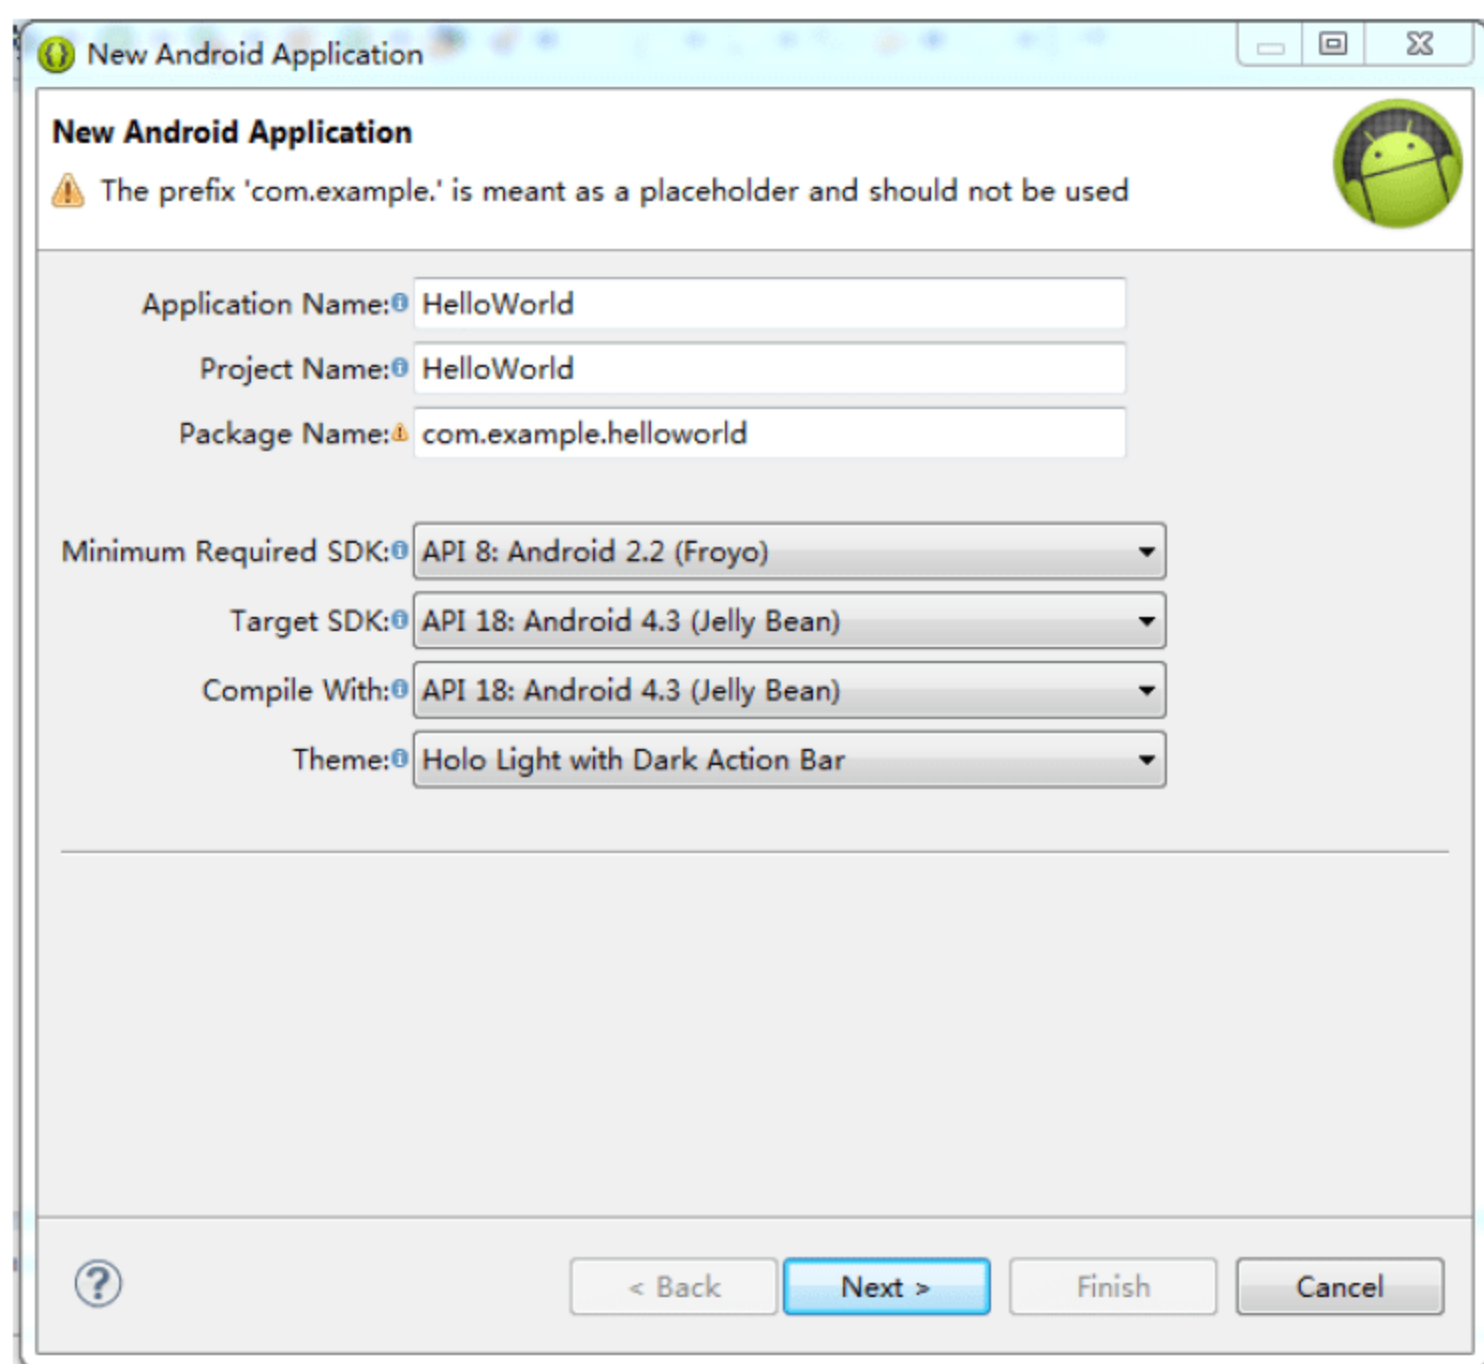 New Android Application
New Android Application
The prefix 'com.example.' is meant as a placeholder and should not be used
Application Name: HelloWorld
Project Name: HelloWorld
Package Name: com.example.helloworld
Minimum Required SDK: API 8: Android 2.2 (Froyo)
Target SDK: API 18: Android 4.3 (Jelly Bean)
Compile With: API 18: Android 4.3 (Jelly Bean)
Theme: Holo Light with Dark Action Bar
< Back Next > Finish Cancel